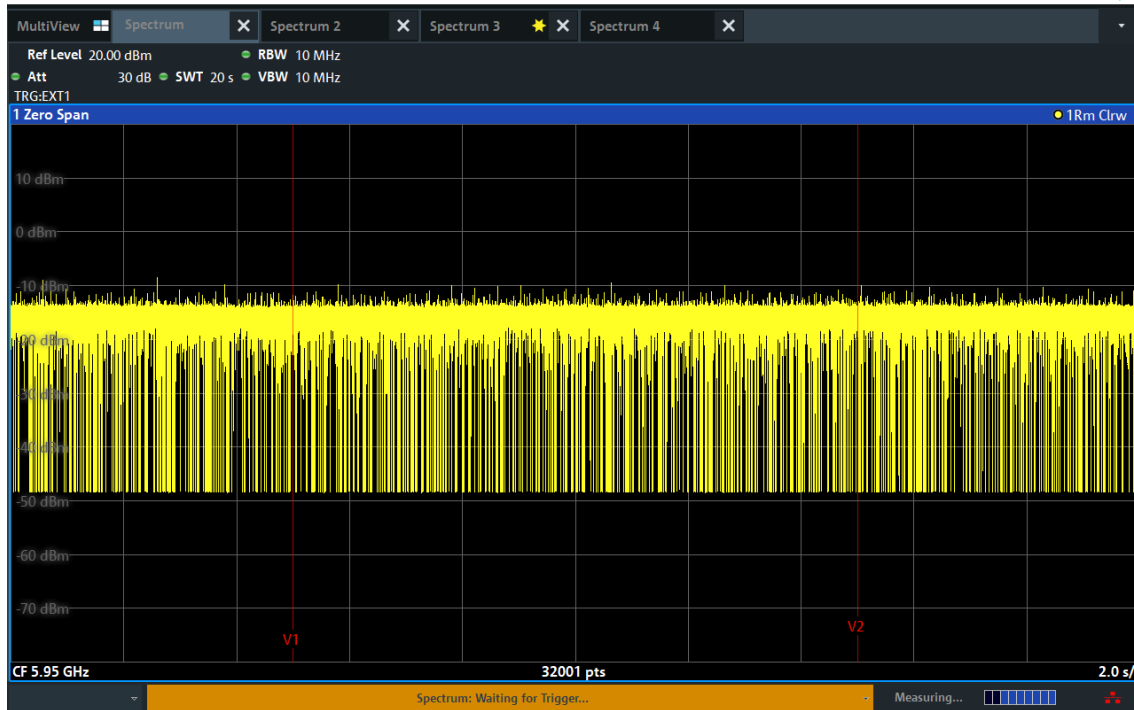 MultiView Spectrum Spectrum 2 Spectrum 3 Spectrum 4
Ref Level 20.00 dBm RBW 10 MHz
Att 30 dB SWT 20 s VBW 10 MHz
TRG:EXT1
1 Zero Span 1Rm Clrw
10 dBm
0 dBm
-10 dBm
-20 dBm
-30 dBm
-40 dBm
-50 dBm
-60 dBm
-70 dBm
V1
V2
CF 5.95 GHz 32001 pts 2.0 s/
Spectrum: Waiting for Trigger... Measuring...